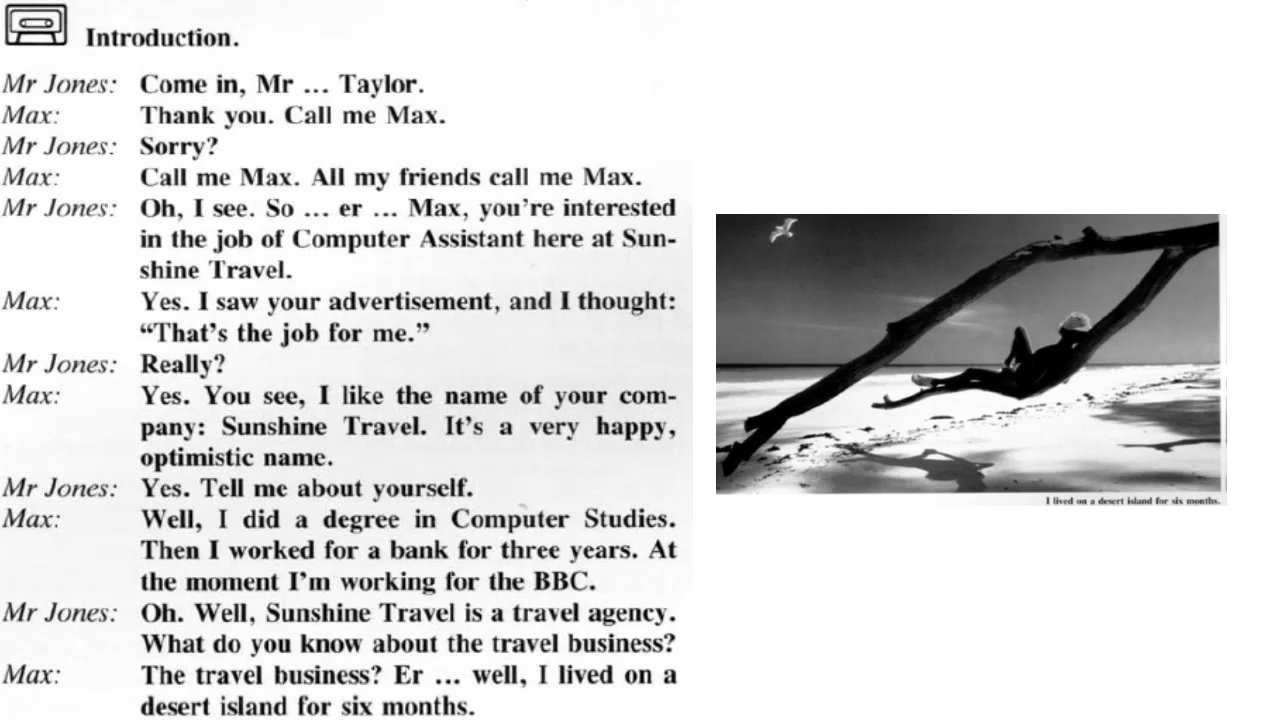 Introduction.
Mr Jones: Come in, Mr ... Taylor.
Max: Thank you. Call me Max.
Mr Jones: Sorry?
Max: Call me Max. All my friends call me Max.
Mr Jones: Oh, I see. So ... er ... Max, you're interested
in the job of Computer Assistant here at Sun-
shine Travel.
Max: Yes. I saw your advertisement, and I thought:
“That's the job for me.”
Mr Jones: Really?
Max: Yes. You see, I like the name of your com-
pany: Sunshine Travel. It's a very happy,
optimistic name.
Mr Jones: Yes. Tell me about yourself.
Max: Well, I did a degree in Computer Studies.
Then I worked for a bank for three years. At
the moment I'm working for the BBC.
Mr Jones: Oh. Well, Sunshine Travel is a travel agency.
What do you know about the travel business?
Max: The travel business? Er ... well, I lived on a
desert island for six months.
I lived on a desert island for six months.